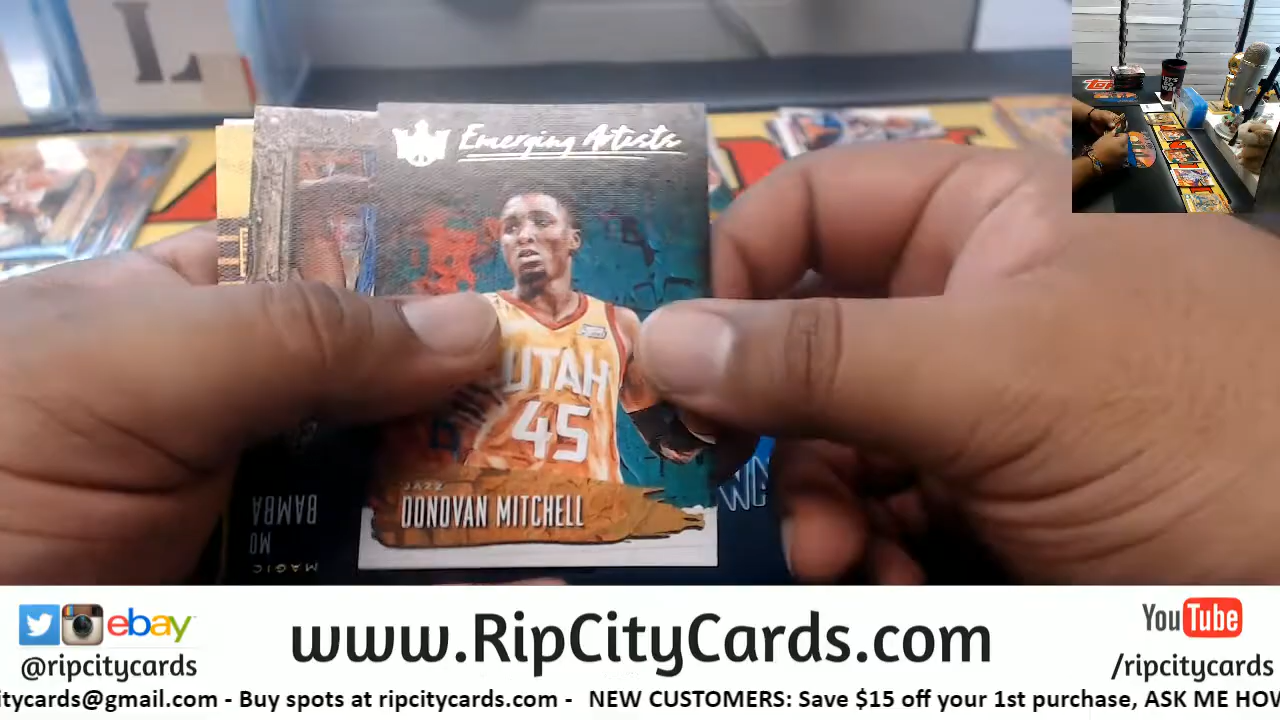 Emerging Artists
UTAH
45
JAZZ
DONOVAN MITCHELL
MO
BAMBA
MAGIC
ebay
@ripcitycards
www.RipCityCards.com
YouTube
/ripcitycards
itycards@gmail.com - Buy spots at ripcitycards.com - NEW CUSTOMERS: Save $15 off your 1st purchase, ASK ME HOW